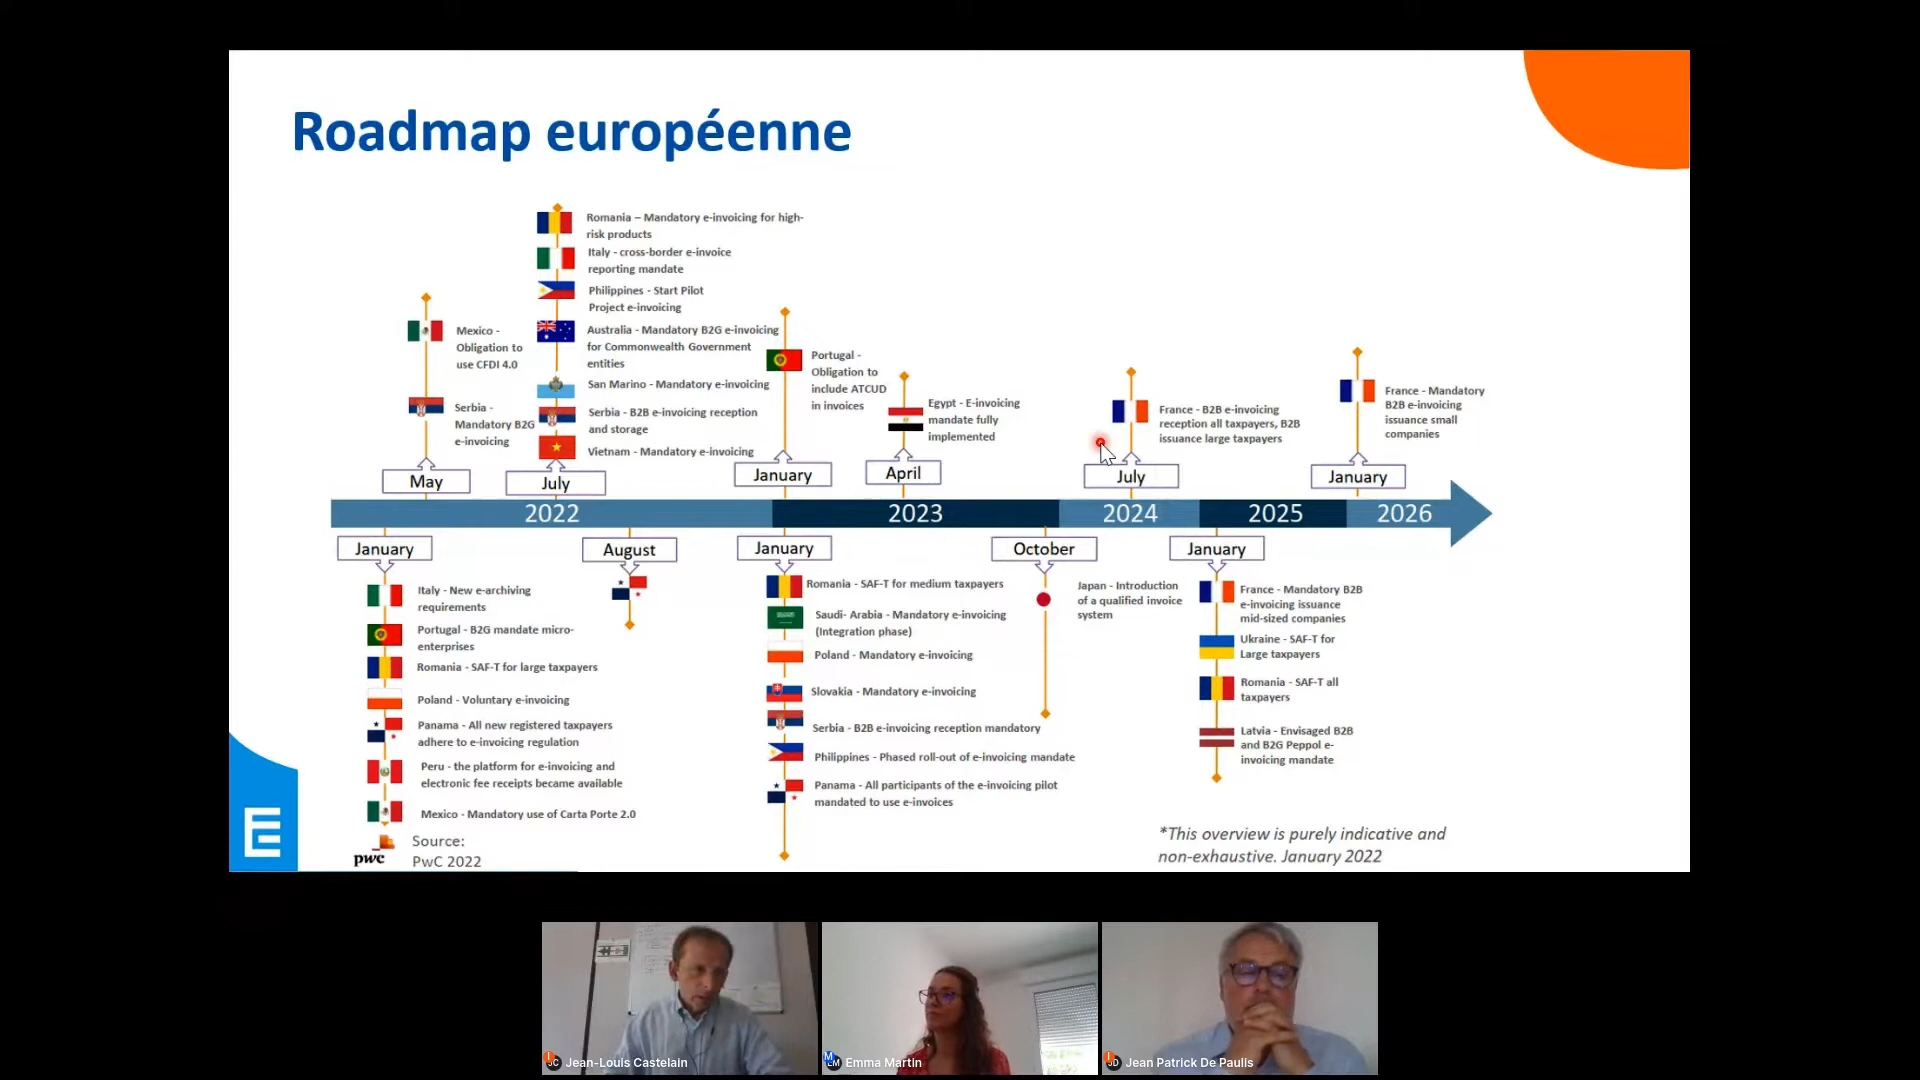 Roadmap européenne
Romania – Mandatory e-invoicing for high-
risk products
Italy - cross-border e-invoice
reporting mandate
Philippines - Start Pilot
Project e-invoicing
Australia - Mandatory B2G e-invoicing
for Commonwealth Government
entities
San Marino - Mandatory e-invoicing
Serbia - B2B e-invoicing reception
and storage
Vietnam - Mandatory e-invoicing
Mexico -
Obligation to
use CFDI 4.0
Serbia -
Mandatory B2G
e-invoicing
Portugal -
Obligation to
include ATCUD
in invoices
Egypt - E-invoicing
mandate fully
implemented
France - B2B e-invoicing
reception all taxpayers, B2B
issuance large taxpayers
France - Mandatory
B2B e-invoicing
issuance small
companies
May
July
January
April
July
January
2022
2023
2024
2025
2026
January
August
January
October
January
Italy - New e-archiving
requirements
Portugal - B2G mandate micro-
enterprises
Romania - SAF-T for large taxpayers
Poland - Voluntary e-invoicing
Panama - All new registered taxpayers
adhere to e-invoicing regulation
Peru - the platform for e-invoicing and
electronic fee receipts became available
Mexico - Mandatory use of Carta Porte 2.0
Romania - SAF-T for medium taxpayers
Saudi- Arabia - Mandatory e-invoicing
(Integration phase)
Poland - Mandatory e-invoicing
Slovakia - Mandatory e-invoicing
Serbia - B2B e-invoicing reception mandatory
Philippines - Phased roll-out of e-invoicing mandate
Panama - All participants of the e-invoicing pilot
mandated to use e-invoices
Japan - Introduction
of a qualified invoice
system
France - Mandatory B2B
e-invoicing issuance
mid-sized companies
Ukraine - SAF-T for
Large taxpayers
Romania - SAF-T all
taxpayers
Latvia - Envisaged B2B
and B2G Peppol e-
invoicing mandate
pwc
Source:
PwC 2022
*This overview is purely indicative and
non-exhaustive. January 2022
E
JC Jean-Louis Castelain
M EM Emma Martin
JD Jean Patrick De Paulis